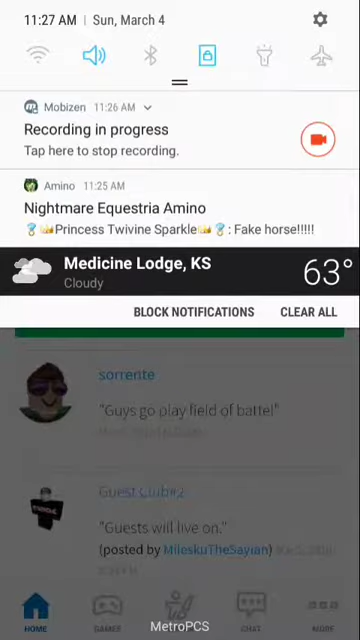 11:27 AM | Sun, March 4
Mobizen 11:26 AM
Recording in progress
Tap here to stop recording.
Amino 11:25 AM
Nightmare Equestria Amino
Princess Twivine Sparkle : Fake horse!!!!!
Medicine Lodge, KS
63°
Cloudy
BLOCK NOTIFICATIONS CLEAR ALL
sorrente
"Guys go play field of battel"
Guest Club#2
"Guests will live on."
(posted by MileskuTheSayian)
HOME GAMES CHAT MORE
MetroPCS